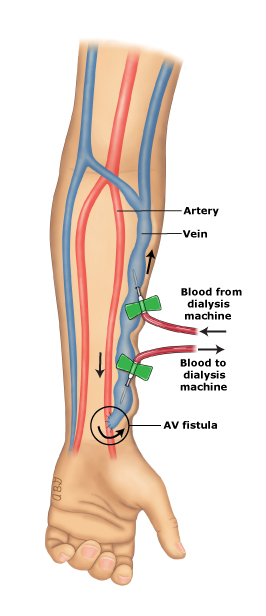 Artery
Vein
Blood from
dialysis
machine
Blood to
dialysis
machine
AV fistula